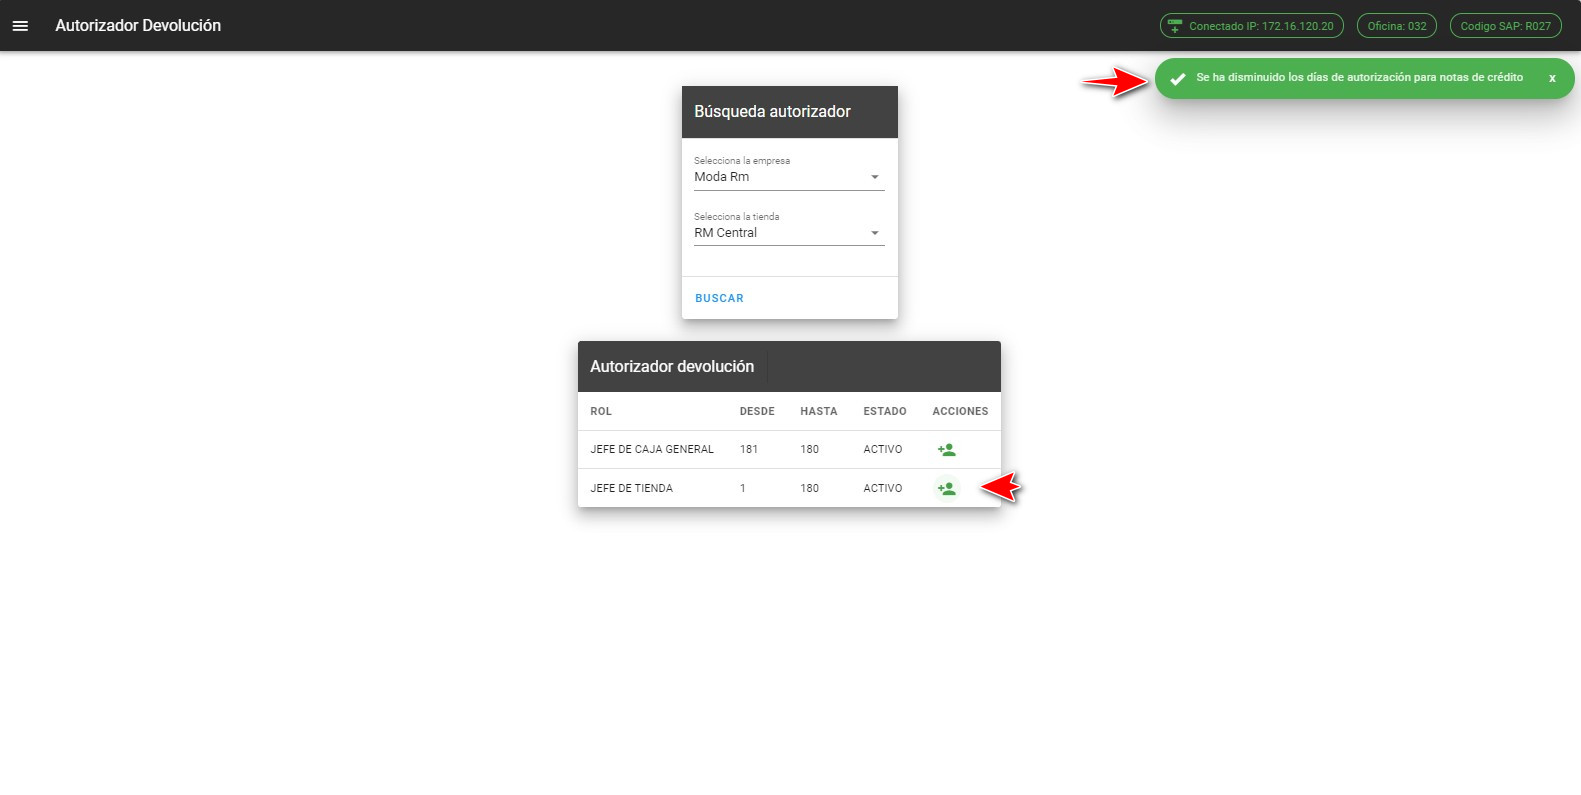 Autorizador Devolución
Conectado IP: 172.16.120.20
Oficina: 032
Codigo SAP: R027
Se ha disminuido los días de autorización para notas de crédito
x
Búsqueda autorizador
Selecciona la empresa
Moda Rm
Selecciona la tienda
RM Central
BUSCAR
Autorizador devolución
ROL DESDE HASTA ESTADO ACCIONES
JEFE DE CAJA GENERAL 181 180 ACTIVO
JEFE DE TIENDA 1 180 ACTIVO